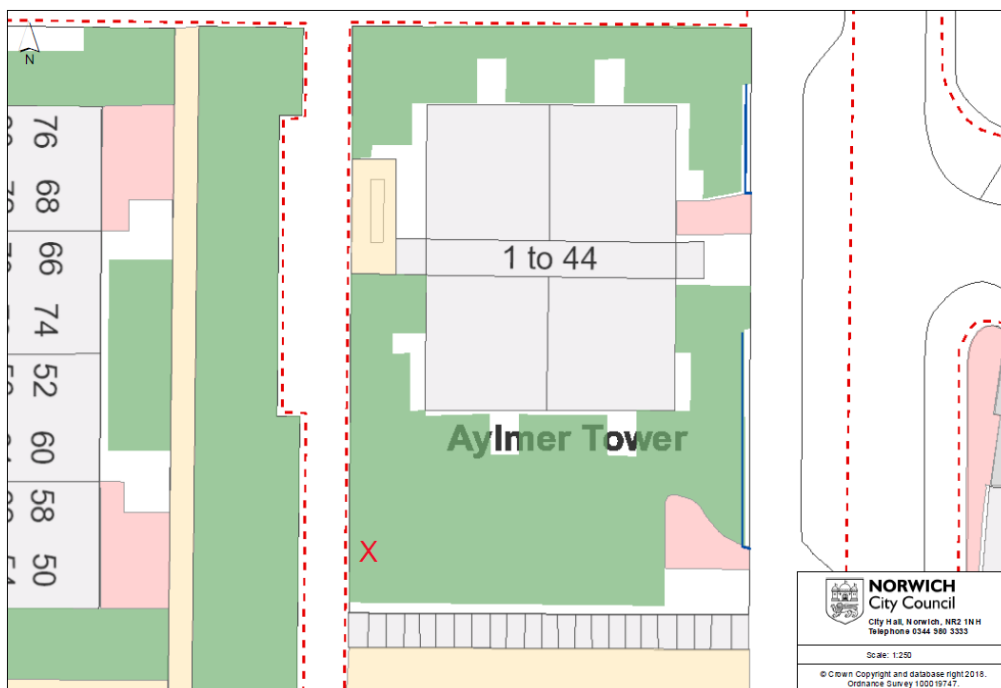 N
76
68
66
74
52
60
58
50
1 to 44
Aylmer Tower
X
NORWICH
City Council
City Hall, Norwich, NR2 1NH
Telephone 0344 980 3333
Scale: 1:250
© Crown Copyright and database right 2018.
Ordnance Survey 100019747.